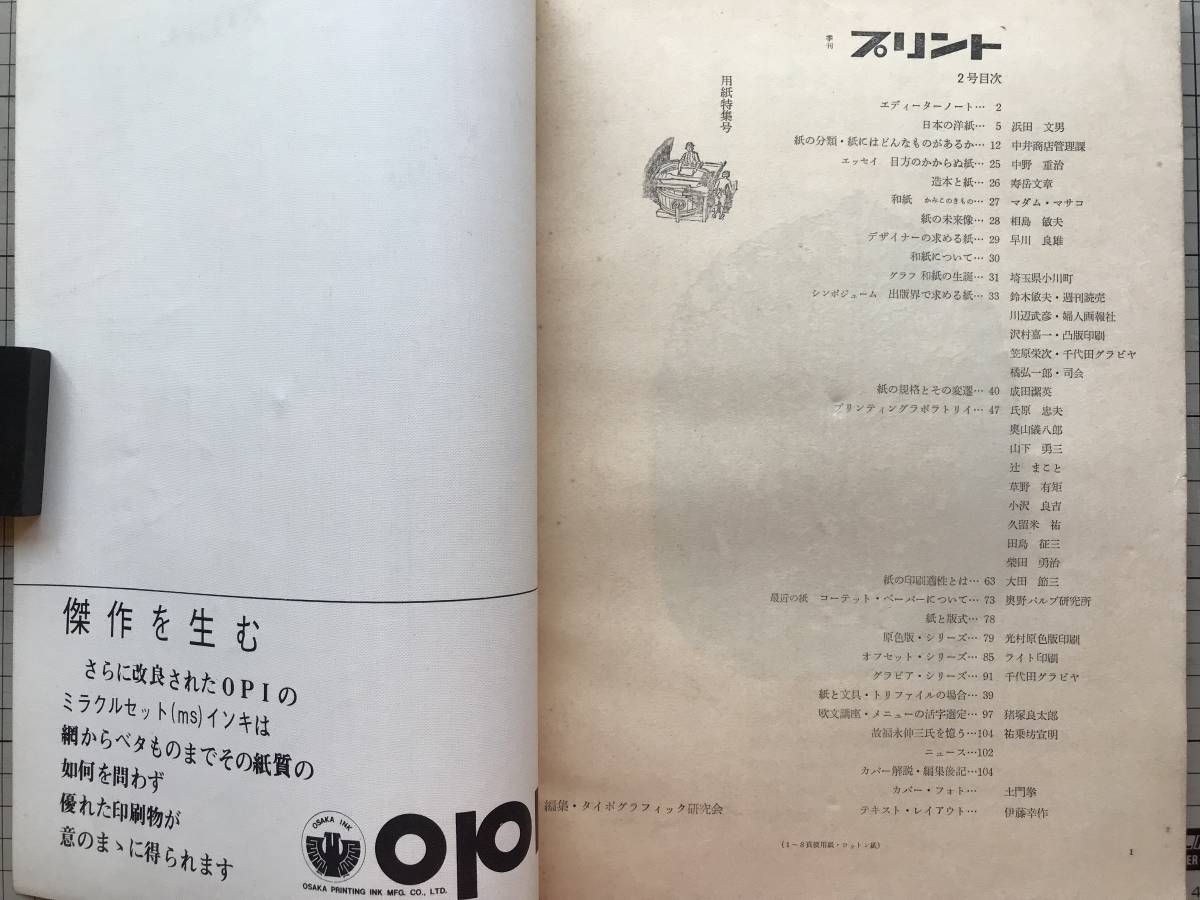 傑作を生む
さらに改良されたOPIの
ミラクルセット(ms)インキは
網からベタものまでその紙質の
如何を問わず
優れた印刷物が
意のまゝに得られます
OSAKA INK
OSAKA PRINTING INK MFG. CO., LTD.
opi
季刊 プリント
2号目次
用紙特集号
エディターノート… 2
日本の洋紙… 5 浜田 文男
紙の分類・紙にはどんなものがあるか… 12 中井商店管理課
エッセイ 目方のかからぬ紙… 25 中野 重治
造本と紙… 26 寿岳文章
和紙 かみこのきもの… 27 マダム・マサコ
紙の未来像… 28 相島 敏夫
デザイナーの求める紙… 29 早川 良雄
和紙について… 30
グラフ 和紙の生誕… 31 埼玉県小川町
シンポジューム 出版界で求める紙… 33 鈴木敏夫・週刊読売
川辺武彦・婦人画報社
沢村嘉一・凸版印刷
笠原栄次・千代田グラビヤ
橘弘一郎・司会
紙の規格とその変遷… 40 成田潔英
プリンティングラボラトリイ… 47 氏原 忠夫
奥山儀八郎
山下 勇三
辻 まこと
草野 有矩
小沢 良吉
久留米 祐
田島 征三
柴田 勇治
紙の印刷適性とは… 63 大田 節三
最近の紙 コーテット・ペーパーについて… 73 奥野パルプ研究所
紙と版式… 78
原色版・シリーズ… 79 光村原色版印刷
オフセット・シリーズ… 85 ライト印刷
グラビア・シリーズ… 91 千代田グラビヤ
紙と文具・トリファイルの場合… 39
欧文講座・メニューの活字選定… 97 猪塚良太郎
故福永伸三氏を憶う…104 祐乗坊宣明
ニュース…102
カバー解説・編集後記…104
カバー・フォト… 土門拳
テキスト・レイアウト… 伊藤幸作
編集・タイポグラフィック研究会
(1〜8頁横用紙・コットン紙)
1